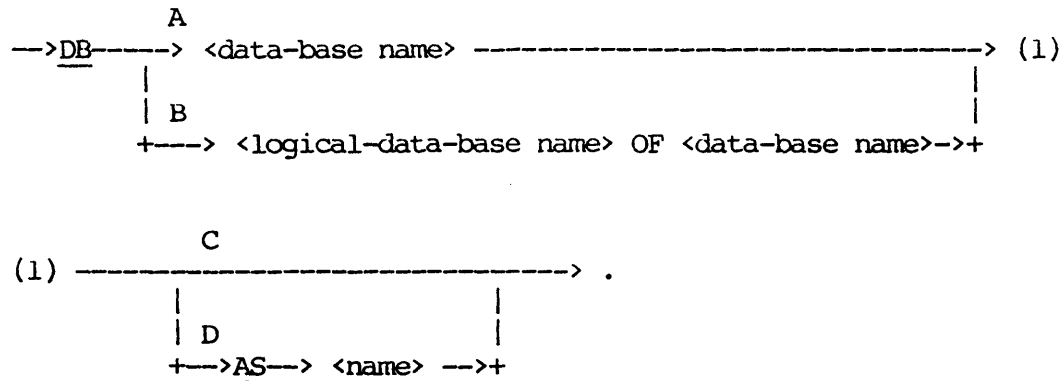 A
-->DB-----> <data-base name> ------------------------------> (1)
| |
| B |
+---> <logical-data-base name> OF <data-base name>->+
C
(1) -----------------------------> .
| |
| D |
+-->AS--> <name> -->+